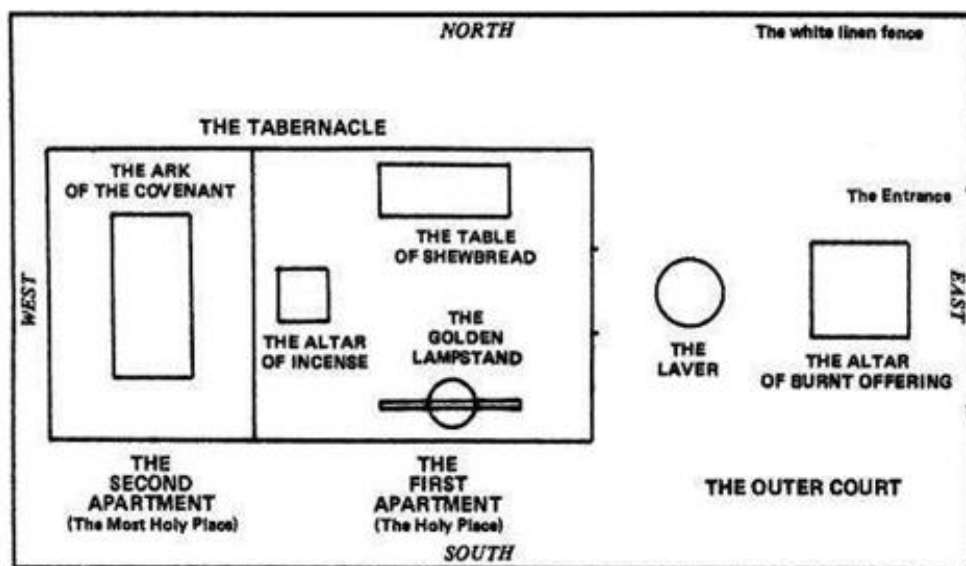 NORTH
The white linen fence
THE TABERNACLE
THE ARK
OF THE COVENANT
THE TABLE
OF SHEWBREAD
The Entrance
WEST
EAST
THE ALTAR
OF INCENSE
THE
GOLDEN
LAMPSTAND
THE
LAVER
THE ALTAR
OF BURNT OFFERING
THE
SECOND
APARTMENT
(The Most Holy Place)
THE
FIRST
APARTMENT
(The Holy Place)
THE OUTER COURT
SOUTH